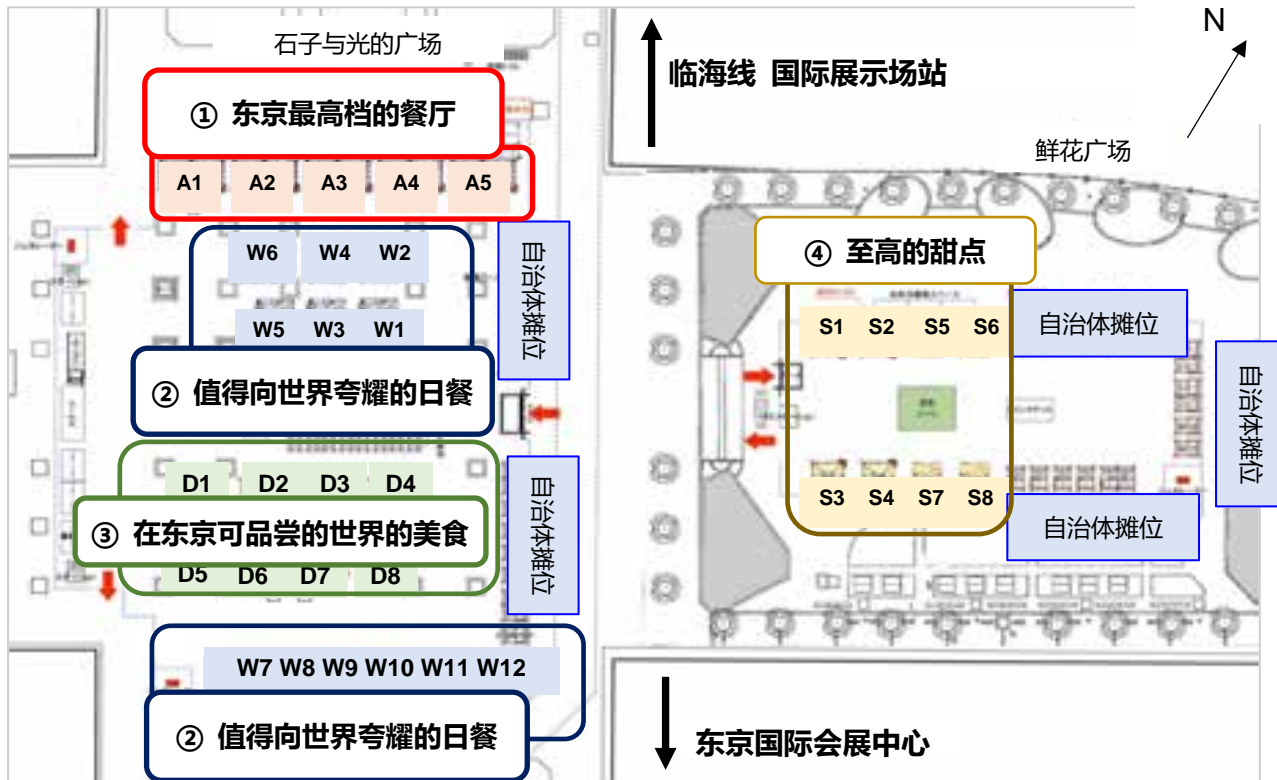 石子与光的广场
N
临海线 国际展示场站
① 东京最高档的餐厅
鲜花广场
A1 A2 A3 A4 A5
自治体摊位
W6 W4 W2
④ 至高的甜点
W5 W3 W1
S1 S2 S5 S6
自治体摊位
② 值得向世界夸耀的日餐
自治体摊位
D1 D2 D3 D4
自治体摊位
S3 S4 S7 S8
③ 在东京可品尝的世界的美食
自治体摊位
D5 D6 D7 D8
W7 W8 W9 W10 W11 W12
② 值得向世界夸耀的日餐
东京国际会展中心